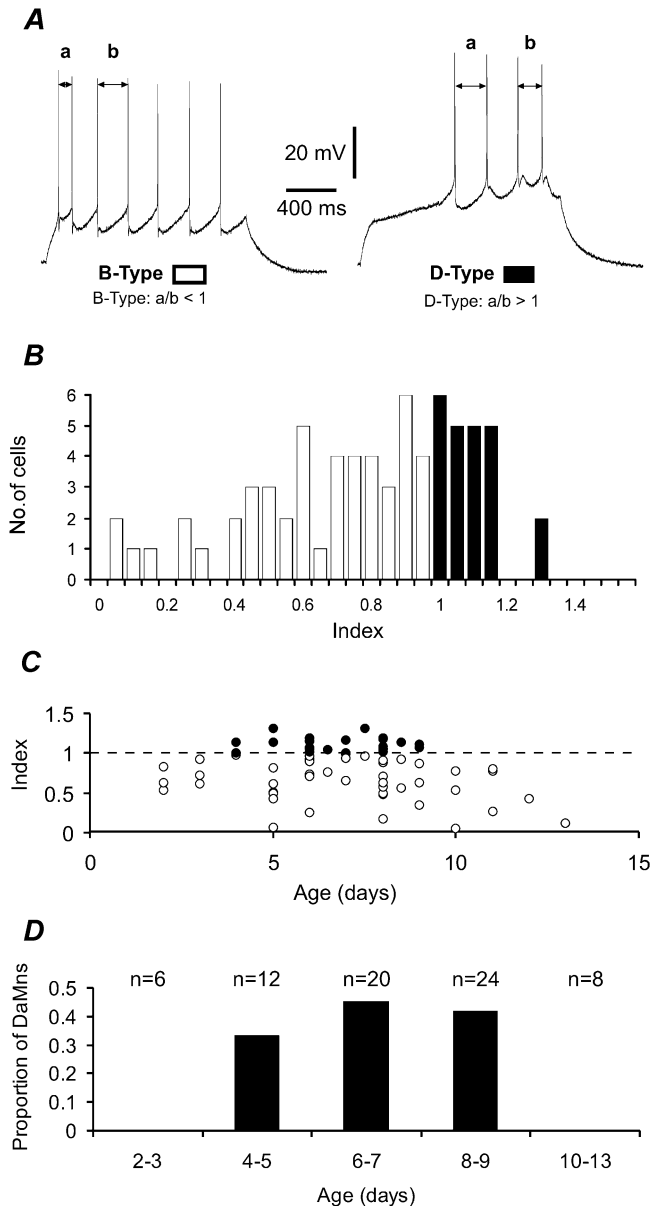 A
a b a b
20 mV
400 ms
B-Type D-Type
B-Type: a/b < 1 D-Type: a/b > 1
B
No.of cells
6
5
4
3
2
1
0
0 0.2 0.4 0.6 0.8 1 1.2 1.4
Index
C
Index
1.5
1
0.5
0
0 5 10 15
Age (days)
D
Proportion of DaMns
n=6 n=12 n=20 n=24 n=8
0.5
0.4
0.3
0.2
0.1
0
2-3 4-5 6-7 8-9 10-13
Age (days)